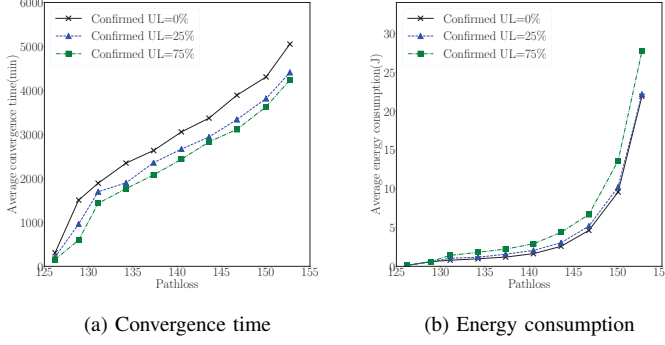 Average convergence time(min)
6000
5000
4000
3000
2000
1000
0
Confirmed UL=0%
Confirmed UL=25%
Confirmed UL=75%
125 130 135 140 145 150 155
Pathloss
(a) Convergence time
Average energy consumption(J)
30
25
20
15
10
5
0
Confirmed UL=0%
Confirmed UL=25%
Confirmed UL=75%
125 130 135 140 145 150 15
Pathloss
(b) Energy consumption